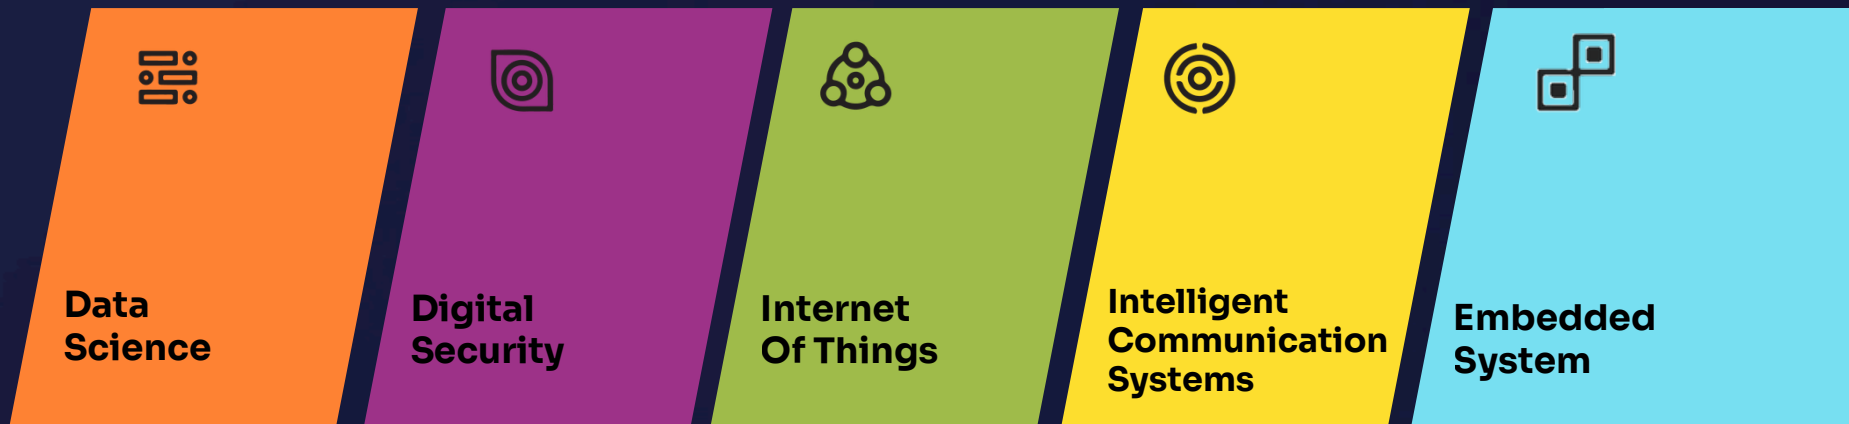 Data
Science
Digital
Security
Internet
Of Things
Intelligent
Communication
Systems
Embedded
System